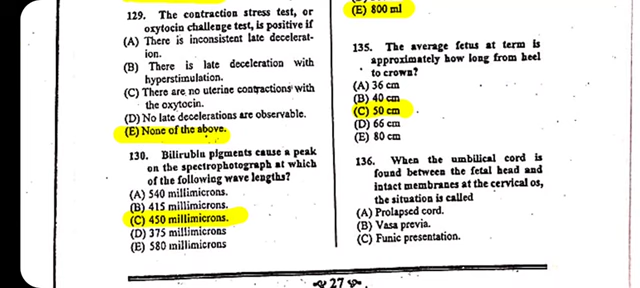 129. The contraction stress test, or
oxytocin challenge test, is positive if
(A) There is inconsistent late decelerat-
ion.
(B) There is late deceleration with
hyperstimulation.
(C) There are no uterine contractions with
the oxytocin.
(D) No late decelerations are observable.
(E) None of the above.
130. Bilirubin pigments cause a peak
on the spectrophotograph at which
of the following wave lengths?
(A) 540 millimicrons.
(B) 415 millimicrons.
(C) 450 millimicrons.
(D) 375 millimicrons
(E) 580 millimicrons
(E) 800 ml
135. The average fetus at term is
approximately how long from heel
to crown?
(A) 36 cm
(B) 40 cm
(C) 50 cm
(D) 66 cm
(E) 80 cm
136. When the umbilical cord is
found between the fetal head and
intact membranes at the cervical os,
the situation is called
(A) Prolapsed cord.
(B) Vasa previa.
(C) Funic presentation.
27